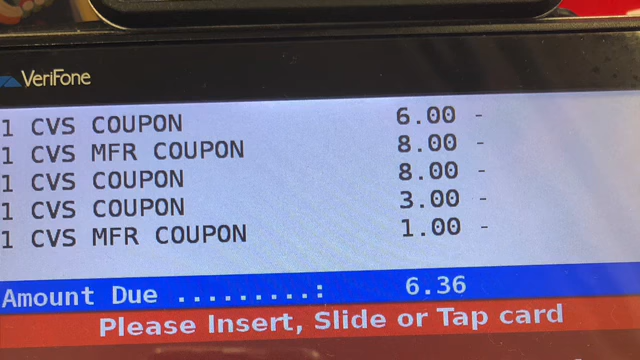 VeriFone
1 CVS COUPON 6.00 -
1 CVS MFR COUPON 8.00 -
1 CVS COUPON 8.00 -
1 CVS COUPON 3.00 -
1 CVS MFR COUPON 1.00 -
Amount Due .........: 6.36
Please Insert, Slide or Tap card